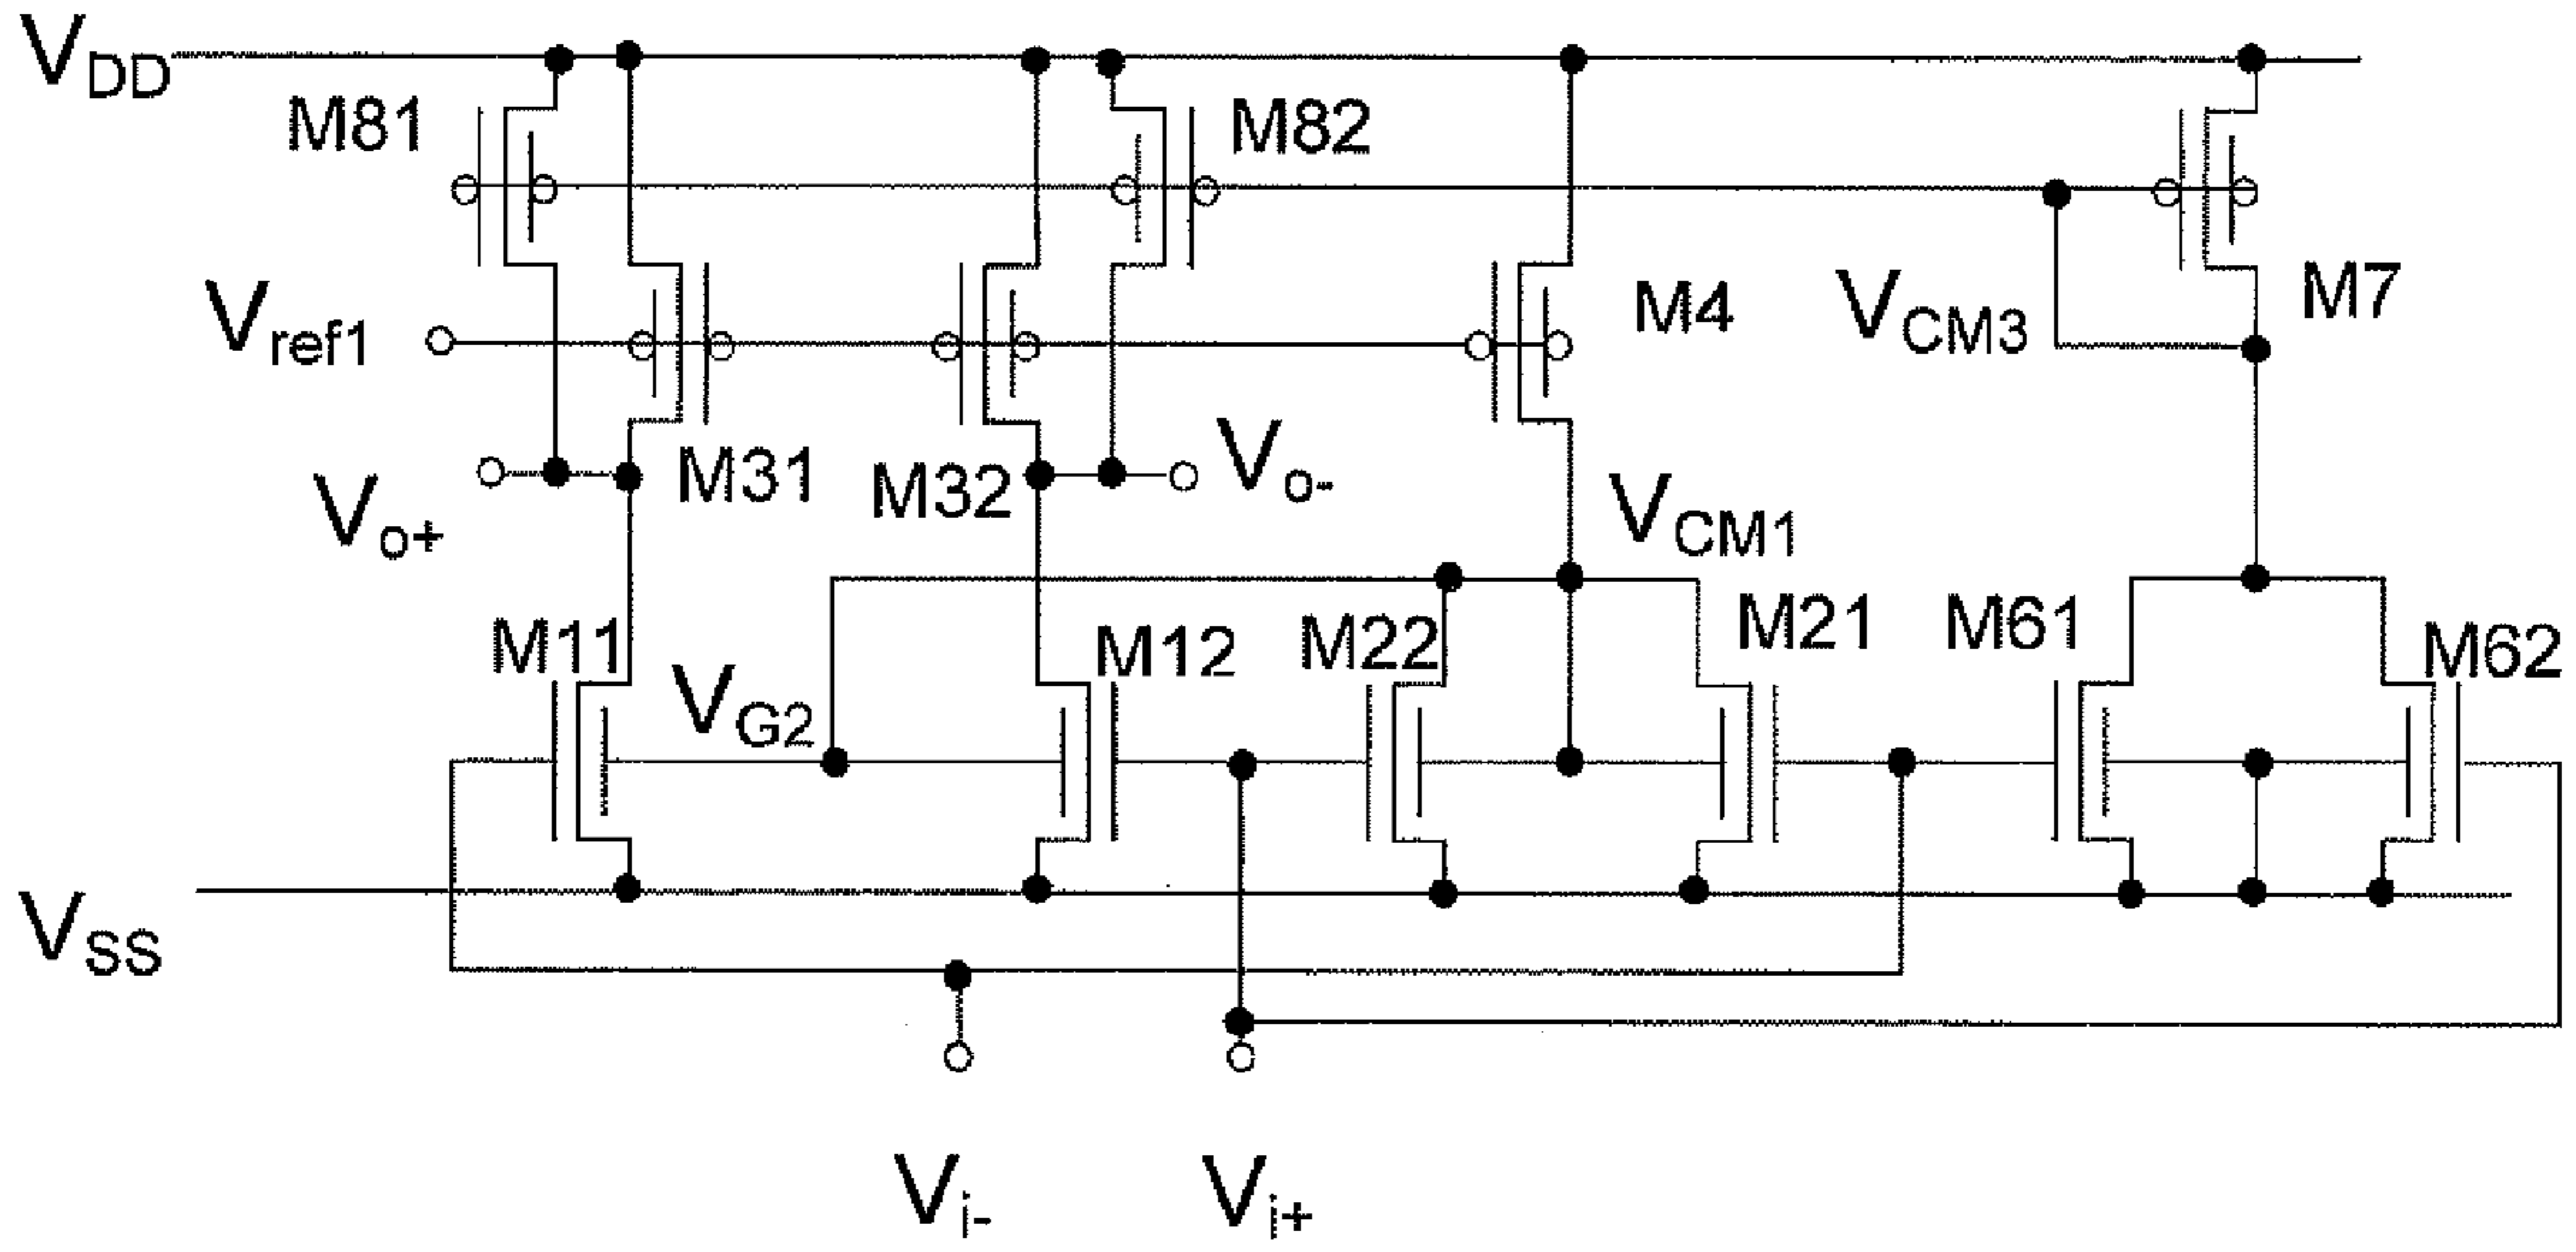 VDD
M81
M82
Vref1
M4
VCM3
M7
Vo+
M31
M32
Vo-
VCM1
M11
VG2
M12
M22
M21
M61
M62
VSS
Vi-
Vi+